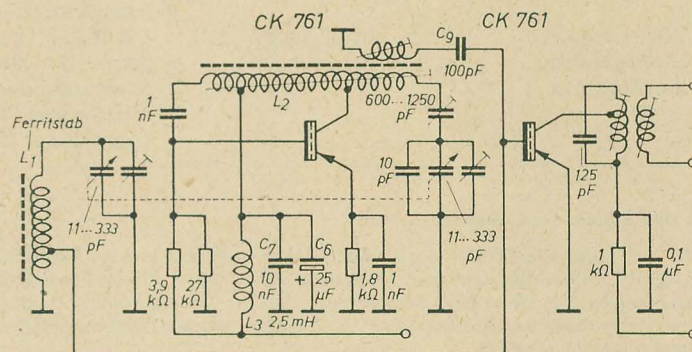 CK 761
CK 761
C9
100pF
L2
600...1250
pF
1
nF
Ferritstab
L1
10
pF
125
pF
11...333
pF
11...333
pF
3,9
kΩ
27
kΩ
C7
10
nF
C6
+
25
μF
1,8
kΩ
1
nF
1
kΩ
0,1
μF
L3
2,5 mH